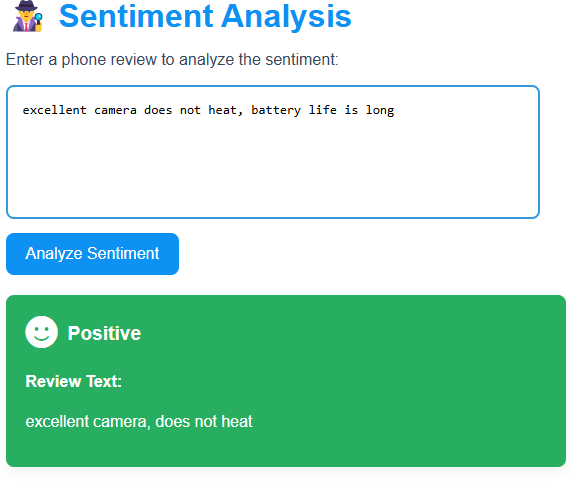 Sentiment Analysis
Enter a phone review to analyze the sentiment:
excellent camera does not heat, battery life is long
Analyze Sentiment
Positive
Review Text:
excellent camera, does not heat